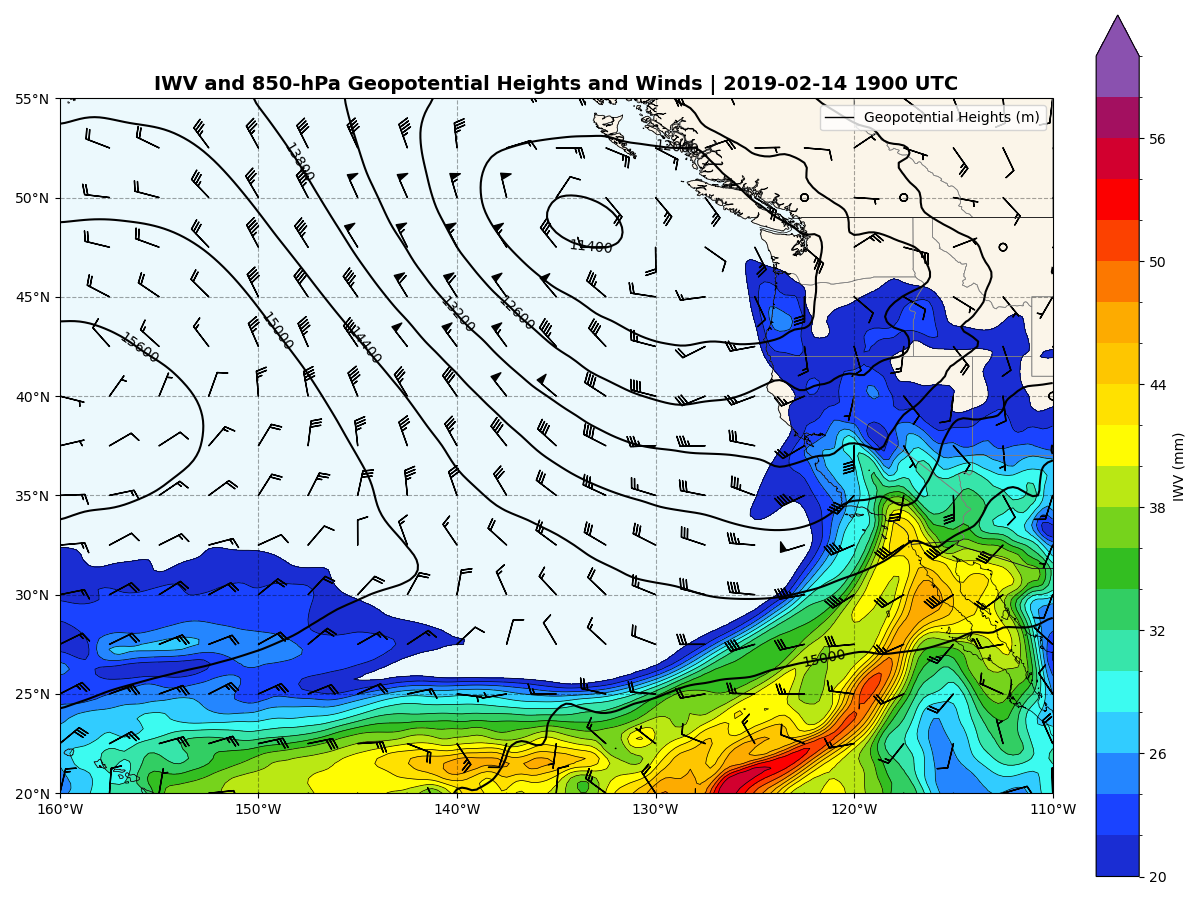 IWV and 850-hPa Geopotential Heights and Winds | 2019-02-14 1900 UTC
55°N
50°N
45°N
40°N
35°N
30°N
25°N
20°N
160°W
150°W
140°W
130°W
120°W
110°W
Geopotential Heights (m)
13800
12000
11400
12600
13200
14400
15000
15600
15000
56
50
44
38
32
26
20
IWV (mm)